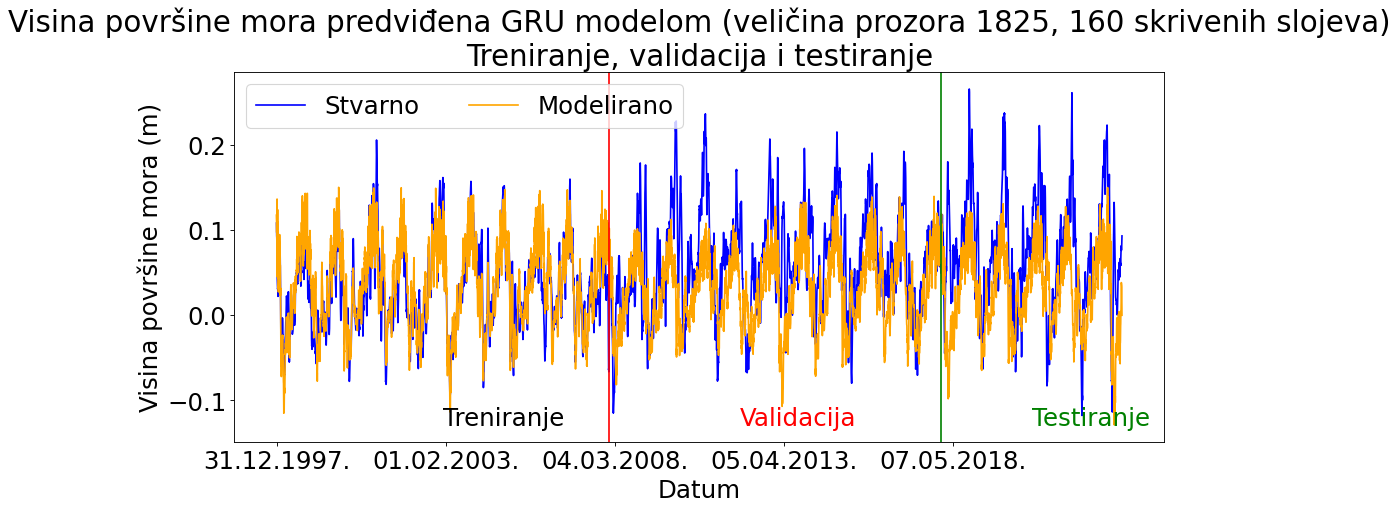 Visina površine mora predviđena GRU modelom (veličina prozora 1825, 160 skrivenih slojeva)
Treniranje, validacija i testiranje
Stvarno Modelirano
Visina površine mora (m)
0.2
0.1
0.0
−0.1
Treniranje Validacija Testiranje
31.12.1997. 01.02.2003. 04.03.2008. 05.04.2013. 07.05.2018.
Datum